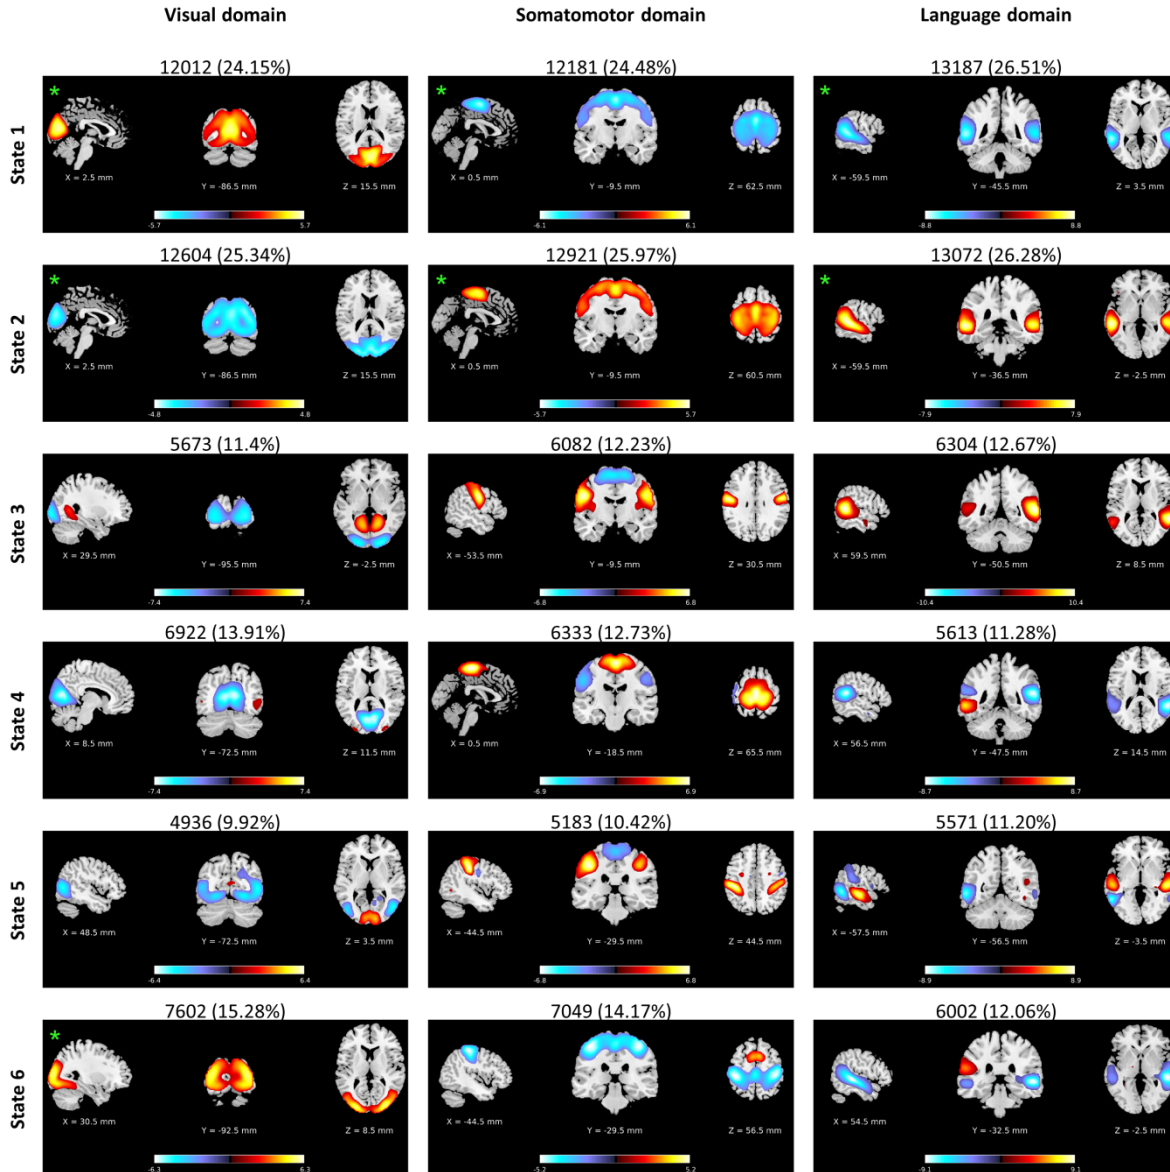 Visual domain Somatomotor domain Language domain
State 1
12012 (24.15%) 12181 (24.48%) 13187 (26.51%)
* * *
X = 2.5 mm Y = -86.5 mm Z = 15.5 mm X = 0.5 mm Y = -9.5 mm Z = 62.5 mm X = -59.5 mm Y = -45.5 mm Z = 3.5 mm
-5.7 5.7 -6.1 6.1 -8.8 8.8
State 2
12604 (25.34%) 12921 (25.97%) 13072 (26.28%)
* * *
X = 2.5 mm Y = -86.5 mm Z = 15.5 mm X = 0.5 mm Y = -9.5 mm Z = 60.5 mm X = -59.5 mm Y = -36.5 mm Z = -2.5 mm
-4.8 4.8 -5.7 5.7 -7.9 7.9
State 3
5673 (11.4%) 6082 (12.23%) 6304 (12.67%)
X = 29.5 mm Y = -95.5 mm Z = -2.5 mm X = -53.5 mm Y = -9.5 mm Z = 30.5 mm X = 59.5 mm Y = -50.5 mm Z = 8.5 mm
-7.4 7.4 -6.8 6.8 -10.4 10.4
State 4
6922 (13.91%) 6333 (12.73%) 5613 (11.28%)
X = 8.5 mm Y = -72.5 mm Z = 11.5 mm X = 0.5 mm Y = -18.5 mm Z = 65.5 mm X = 56.5 mm Y = -47.5 mm Z = 14.5 mm
-7.4 7.4 -6.9 6.9 -8.7 8.7
State 5
4936 (9.92%) 5183 (10.42%) 5571 (11.20%)
X = 48.5 mm Y = -72.5 mm Z = 3.5 mm X = -44.5 mm Y = -29.5 mm Z = 44.5 mm X = -57.5 mm Y = -56.5 mm Z = -3.5 mm
-6.4 6.4 -6.8 6.8 -8.9 8.9
State 6
7602 (15.28%) 7049 (14.17%) 6002 (12.06%)
*
X = 30.5 mm Y = -92.5 mm Z = 8.5 mm X = -44.5 mm Y = -29.5 mm Z = 56.5 mm X = 54.5 mm Y = -32.5 mm Z = -2.5 mm
-6.3 6.3 -5.2 5.2 -9.1 9.1